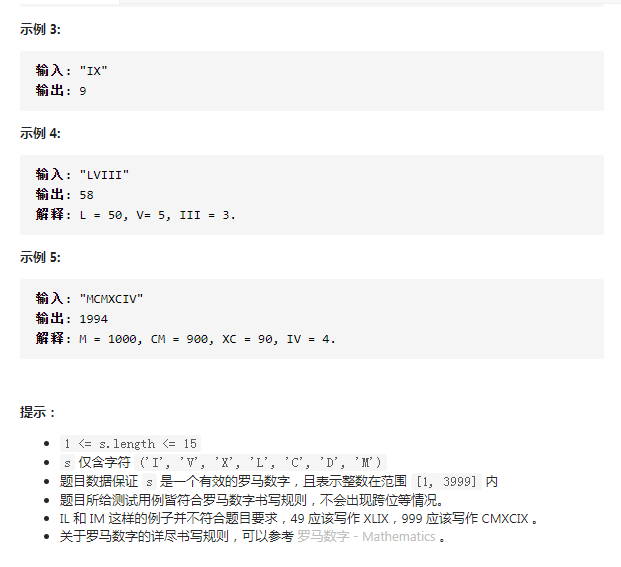 示例 3:
输入: "IX"
输出: 9
示例 4:
输入: "LVIII"
输出: 58
解释: L = 50, V= 5, III = 3.
示例 5:
输入: "MCMXCIV"
输出: 1994
解释: M = 1000, CM = 900, XC = 90, IV = 4.
提示：
• 1 <= s.length <= 15
• s 仅含字符 ('I', 'V', 'X', 'L', 'C', 'D', 'M')
• 题目数据保证 s 是一个有效的罗马数字，且表示整数在范围 [1, 3999] 内
• 题目所给测试用例皆符合罗马数字书写规则，不会出现跨位等情况。
• IL 和 IM 这样的例子并不符合题目要求，49 应该写作 XLIX，999 应该写作 CMXCIX 。
• 关于罗马数字的详尽书写规则，可以参考 罗马数字 - Mathematics 。